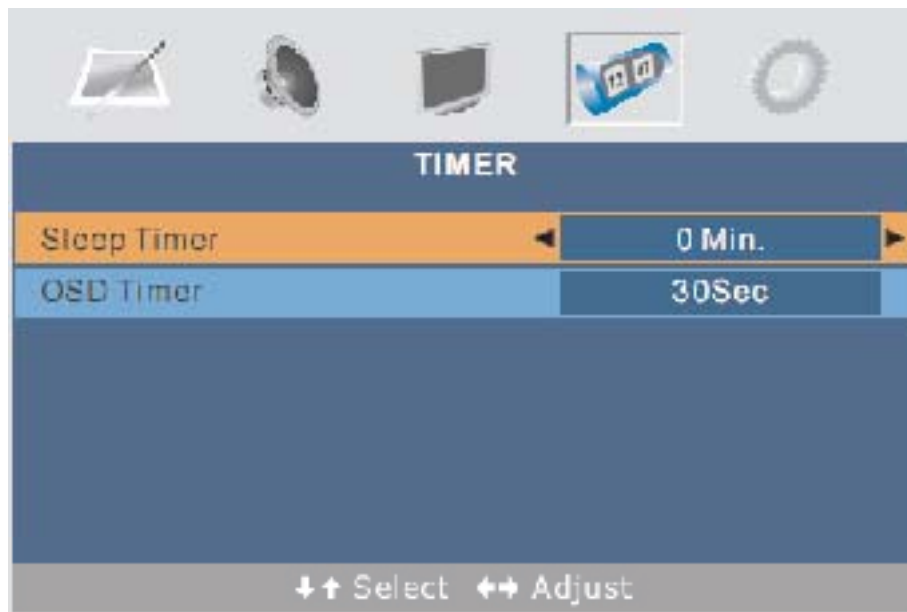 TIMER
Sleep Timer ◀ 0 Min. ▶
OSD Timer 30Sec
↓↑ Select ←→ Adjust